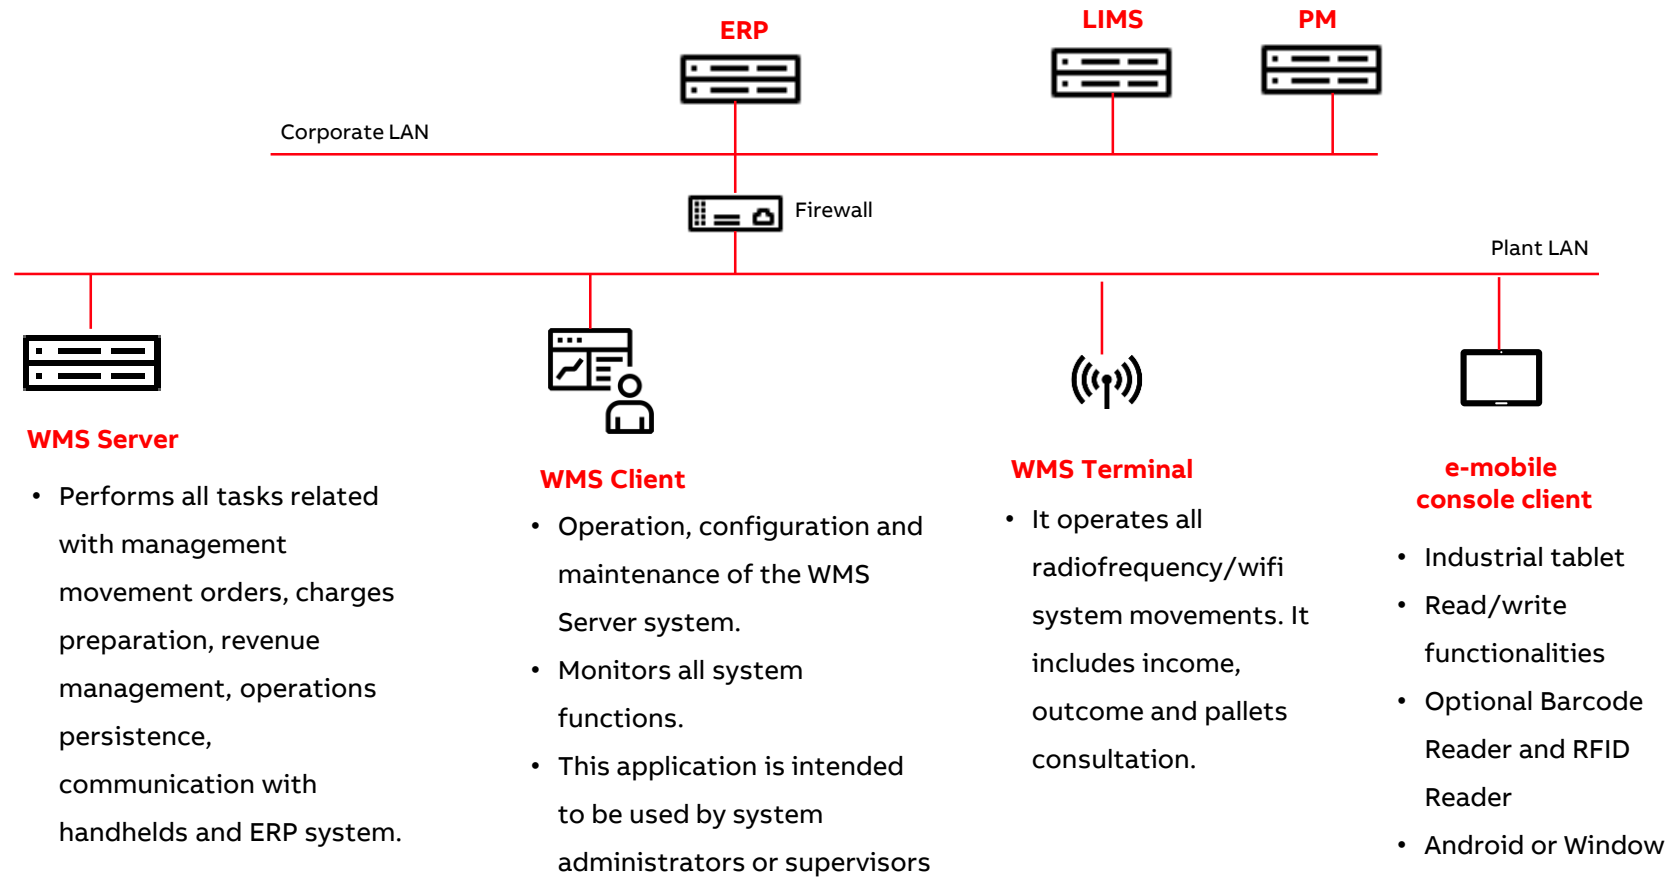 ERP
LIMS
PM
Corporate LAN
Firewall
Plant LAN
WMS Server
• Performs all tasks related
with management
movement orders, charges
preparation, revenue
management, operations
persistence,
communication with
handhelds and ERP system.
WMS Client
• Operation, configuration and
maintenance of the WMS
Server system.
• Monitors all system
functions.
• This application is intended
to be used by system
administrators or supervisors
WMS Terminal
• It operates all
radiofrequency/wifi
system movements. It
includes income,
outcome and pallets
consultation.
e-mobile
console client
• Industrial tablet
• Read/write
functionalities
• Optional Barcode
Reader and RFID
Reader
• Android or Window